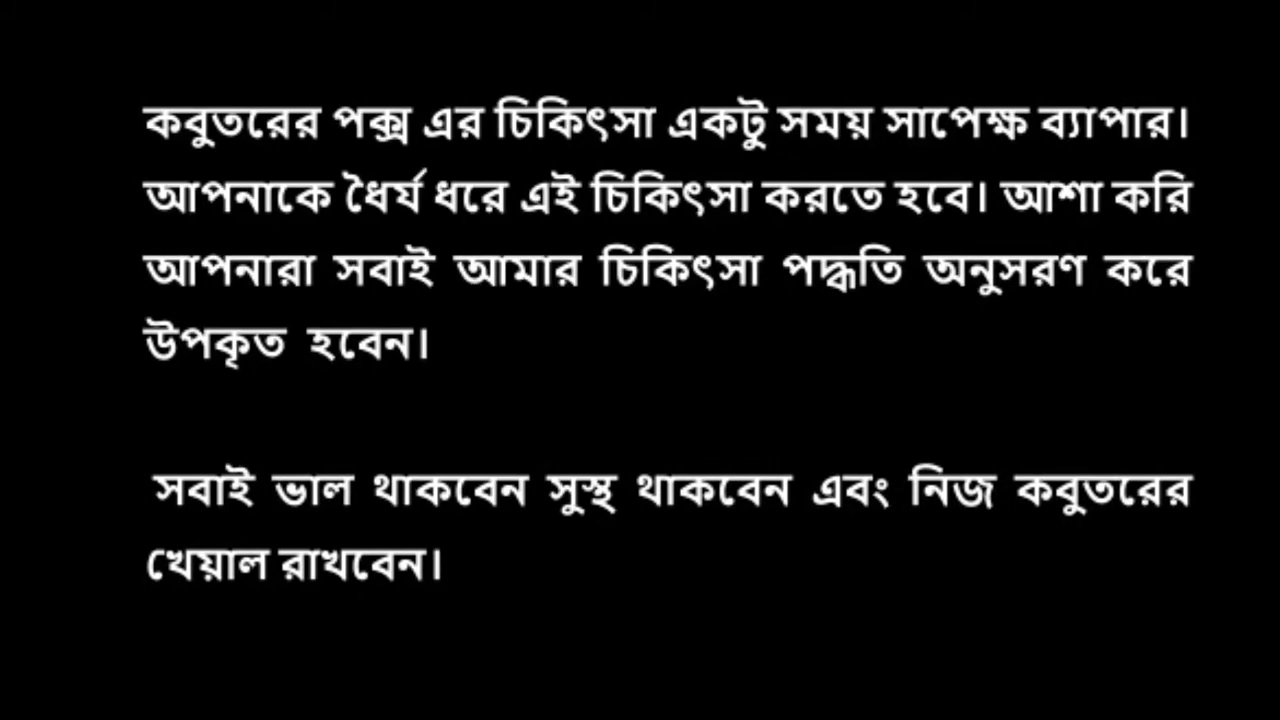 কবুতরের পক্স এর চিকিৎসা একটু সময় সাপেক্ষ ব্যাপার।
আপনাকে ধৈর্য ধরে এই চিকিৎসা করতে হবে। আশা করি
আপনারা সবাই আমার চিকিৎসা পদ্ধতি অনুসরণ করে
উপকৃত হবেন।
সবাই ভাল থাকবেন সুস্থ থাকবেন এবং নিজ কবুতরের
খেয়াল রাখবেন।